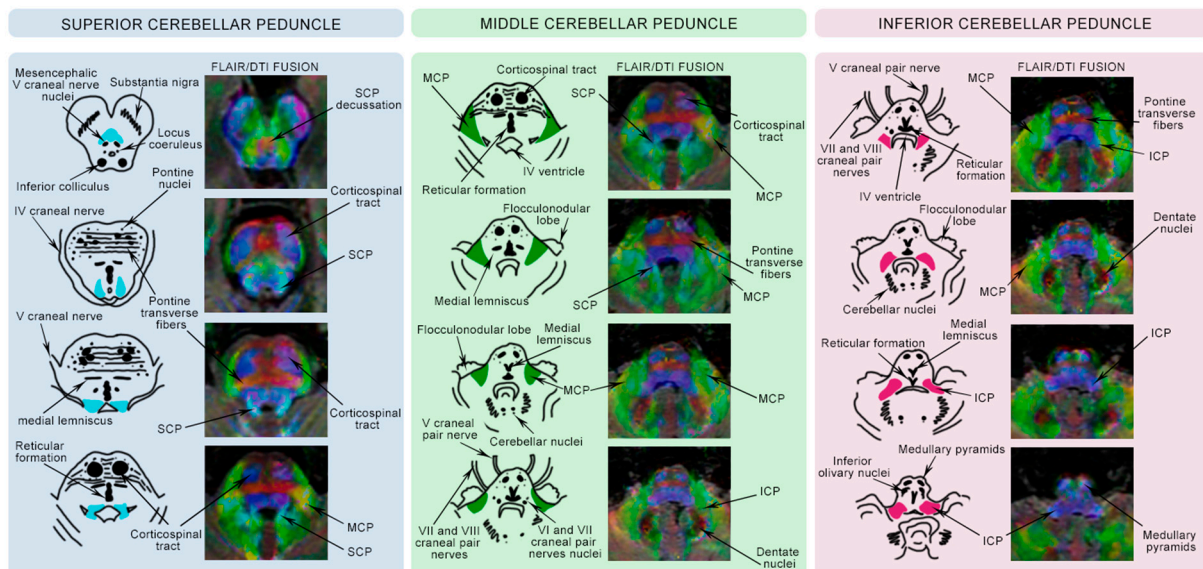 SUPERIOR CEREBELLAR PEDUNCLE
FLAIR/DTI FUSION
Mesencephalic
V craneal nerve
nuclei
Substantia nigra
SCP
decussation
Locus
coeruleus
Inferior colliculus
Pontine
nuclei
Corticospinal
tract
IV craneal nerve
SCP
Pontine
transverse
fibers
V craneal nerve
medial lemniscus
SCP
Corticospinal
tract
Reticular
formation
Corticospinal
tract
MCP
SCP
MIDDLE CEREBELLAR PEDUNCLE
FLAIR/DTI FUSION
MCP
Corticospinal tract
SCP
Corticospinal
tract
IV ventricle
Reticular formation
MCP
Flocculonodular
lobe
Pontine
transverse
fibers
Medial lemniscus
SCP
MCP
Flocculonodular lobe
Medial
lemniscus
MCP
MCP
Cerebellar nuclei
V craneal
pair nerve
ICP
VII and VIII
craneal pair
nerves
VI and VII
craneal pair
nerves nuclei
Dentate
nuclei
INFERIOR CEREBELLAR PEDUNCLE
FLAIR/DTI FUSION
V craneal pair nerve
MCP
Pontine
transverse
fibers
VII and VIII
craneal pair
nerves
Reticular
formation
ICP
IV ventricle
Flocculonodular
lobe
Dentate
nuclei
MCP
Cerebellar nuclei
Medial
lemniscus
Reticular formation
ICP
ICP
Medullary pyramids
Inferior
olivary nuclei
ICP
Medullary
pyramids